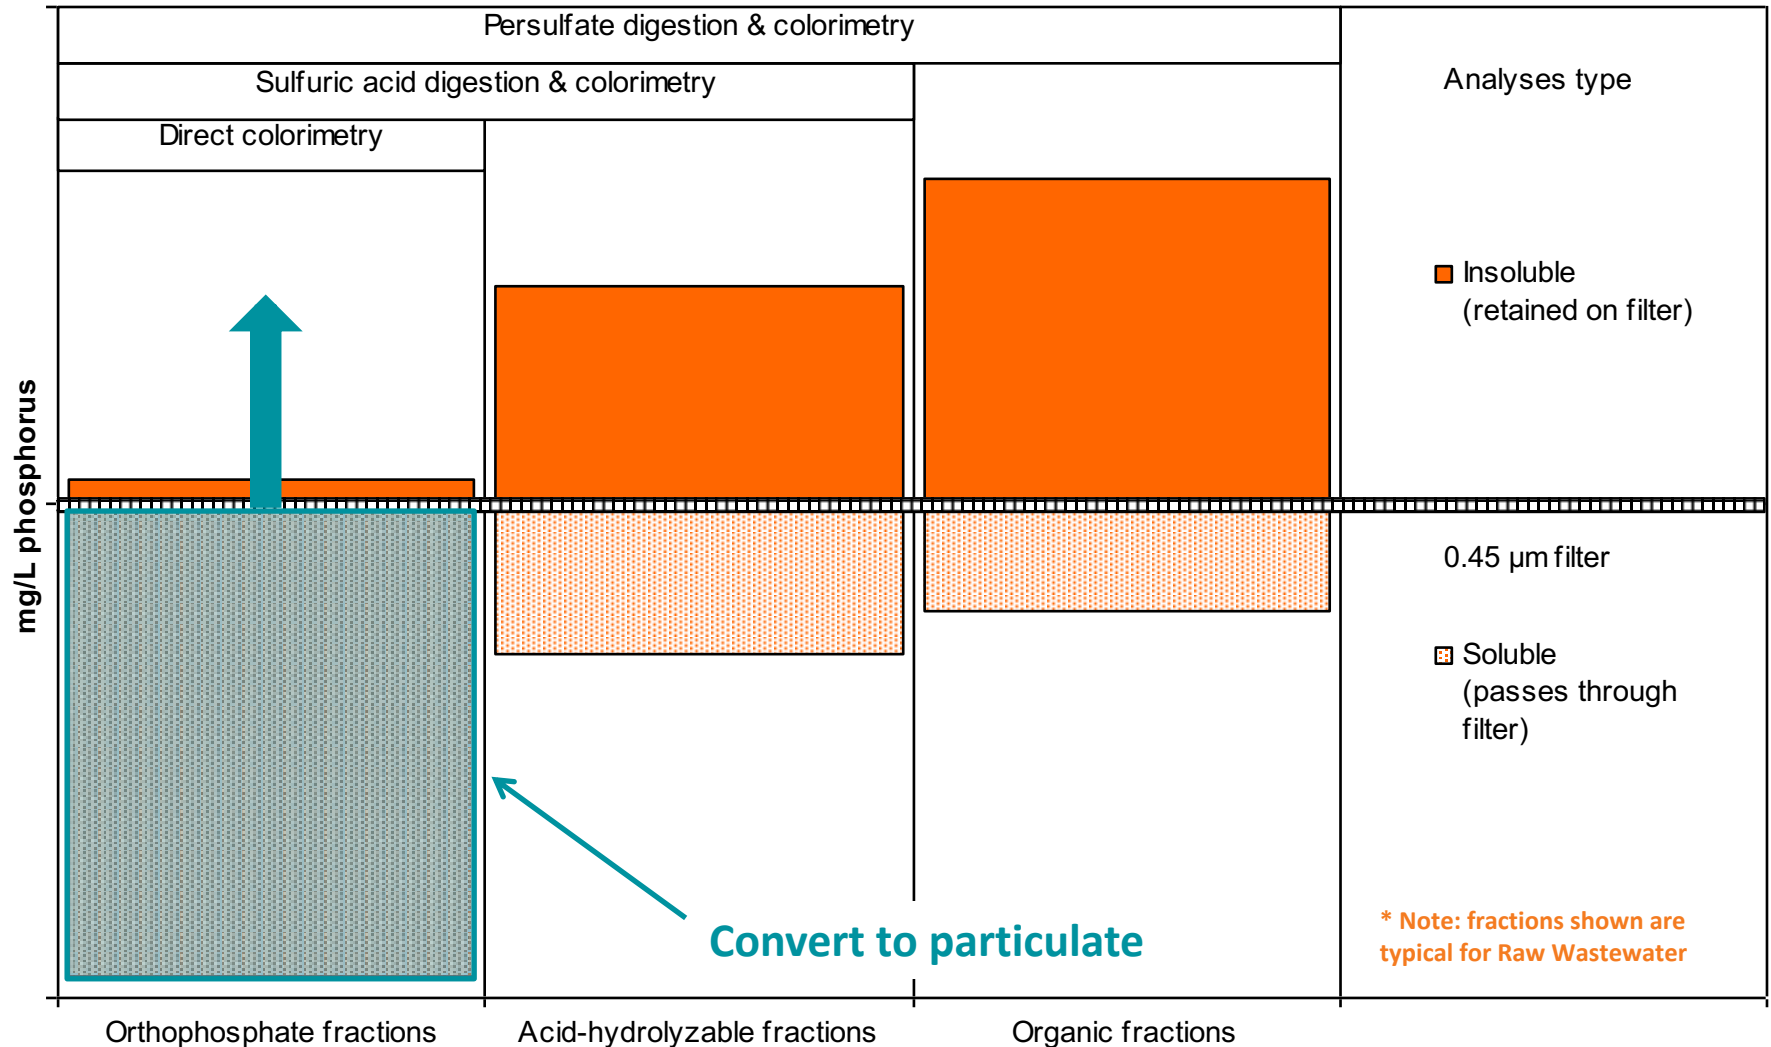 Persulfate digestion & colorimetry
Sulfuric acid digestion & colorimetry
Analyses type
Direct colorimetry
Insoluble
(retained on filter)
mg/L phosphorus
0.45 µm filter
Soluble
(passes through
filter)
Convert to particulate
* Note: fractions shown are
typical for Raw Wastewater
Orthophosphate fractions
Acid-hydrolyzable fractions
Organic fractions